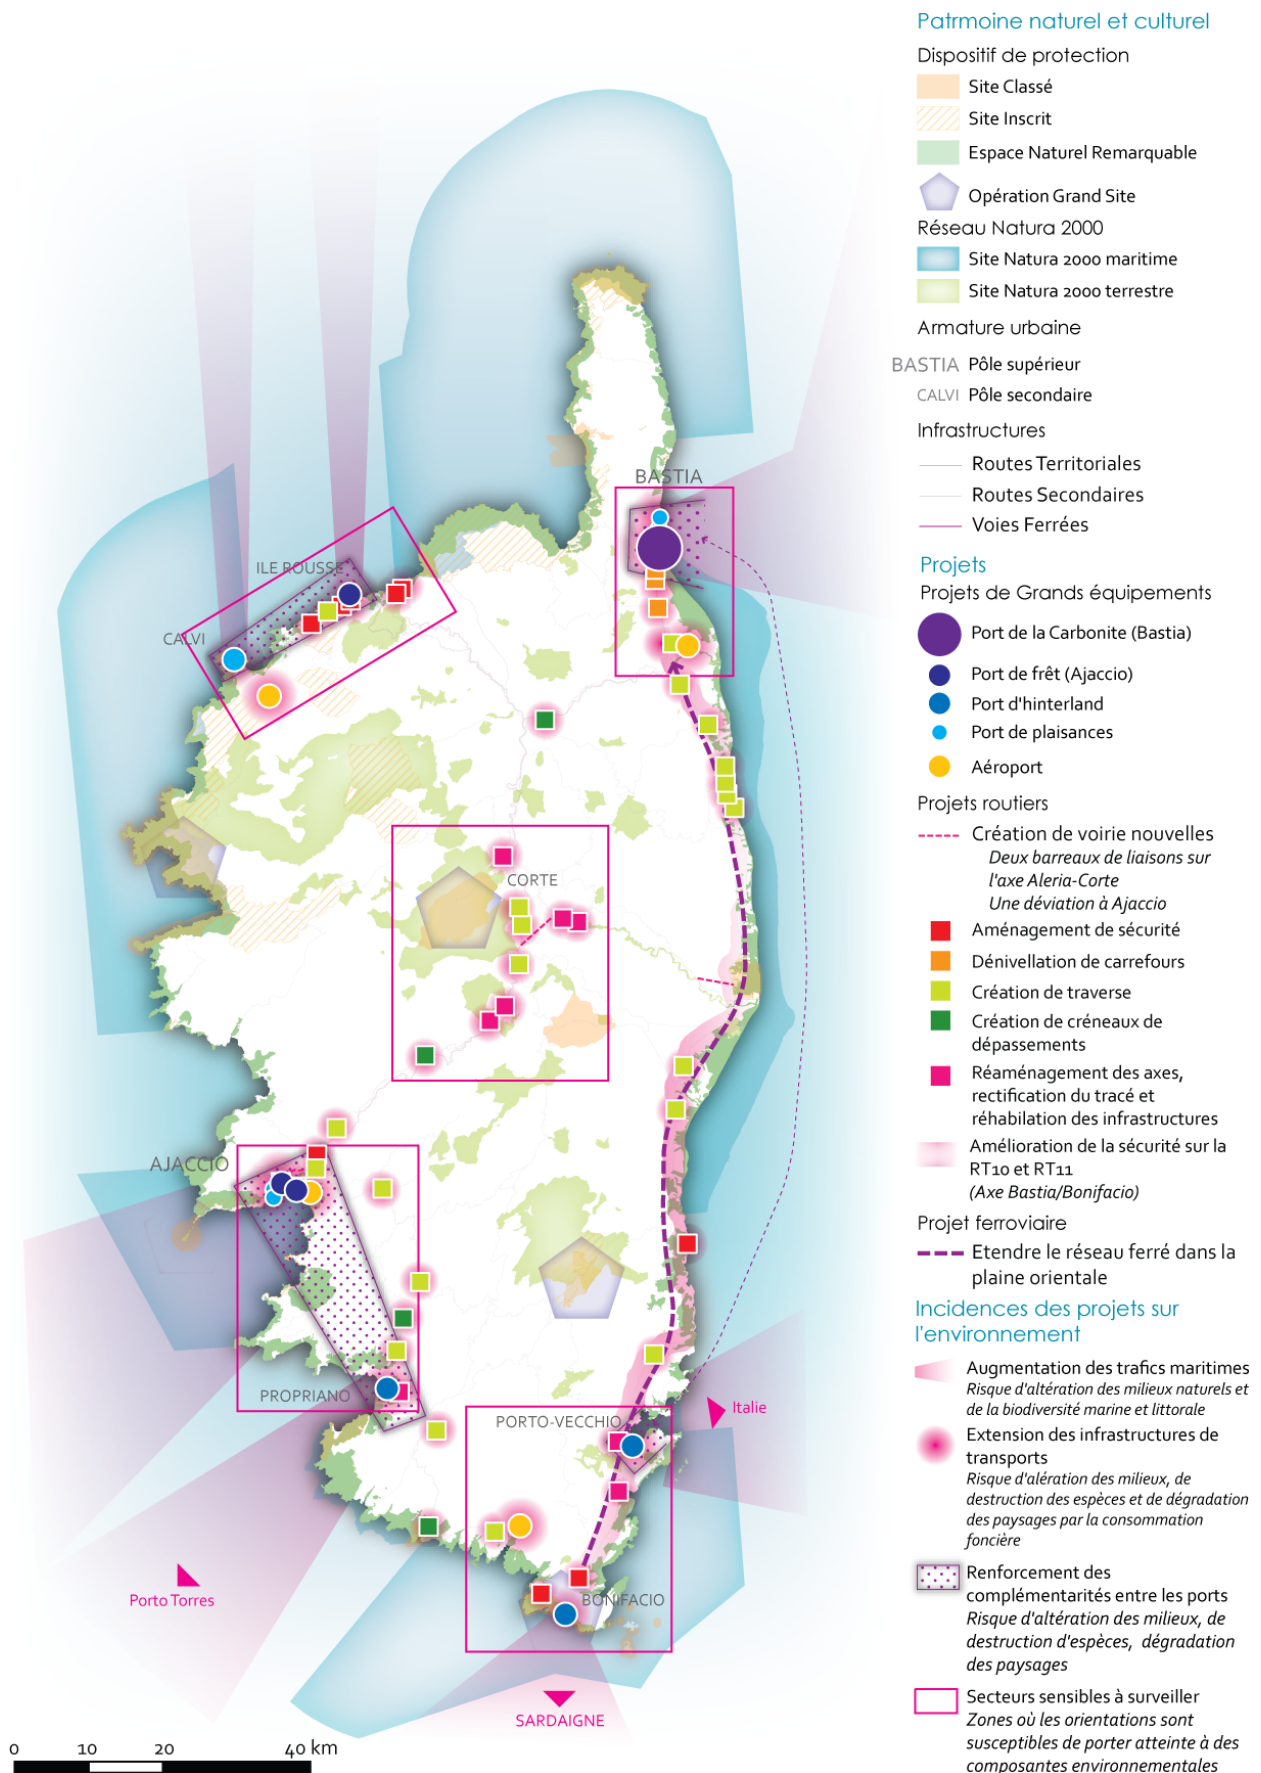 Patrmoine naturel et culturel
Dispositif de protection
Site Classé
Site Inscrit
Espace Naturel Remarquable
Opération Grand Site
Réseau Natura 2000
Site Natura 2000 maritime
Site Natura 2000 terrestre
Armature urbaine
BASTIA Pôle supérieur
CALVI Pôle secondaire
Infrastructures
Routes Territoriales
Routes Secondaires
Voies Ferrées
Projets
Projets de Grands équipements
Port de la Carbonite (Bastia)
Port de frêt (Ajaccio)
Port d'hinterland
Port de plaisances
Aéroport
Projets routiers
Création de voirie nouvelles
Deux barreaux de liaisons sur
l'axe Aleria-Corte
Une déviation à Ajaccio
Aménagement de sécurité
Dénivellation de carrefours
Création de traverse
Création de créneaux de
dépassements
Réaménagement des axes,
rectification du tracé et
réhabilation des infrastructures
Amélioration de la sécurité sur la
RT10 et RT11
(Axe Bastia/Bonifacio)
Projet ferroviaire
Etendre le réseau ferré dans la
plaine orientale
Incidences des projets sur
l'environnement
Augmentation des trafics maritimes
Risque d'altération des milieux naturels et
de la biodiversité marine et littorale
Extension des infrastructures de
transports
Risque d'alération des milieux, de
destruction des espèces et de dégradation
des paysages par la consommation
foncière
Renforcement des
complémentarités entre les ports
Risque d'altération des milieux, de
destruction d'espèces, dégradation
des paysages
Secteurs sensibles à surveiller
Zones où les orientations sont
susceptibles de porter atteinte à des
composantes environnementales
BASTIA
ILE ROUSSE
CALVI
CORTE
AJACCIO
PROPRIANO
PORTO-VECCHIO
BONIFACIO
Italie
Porto Torres
SARDAIGNE
0 10 20 40 km